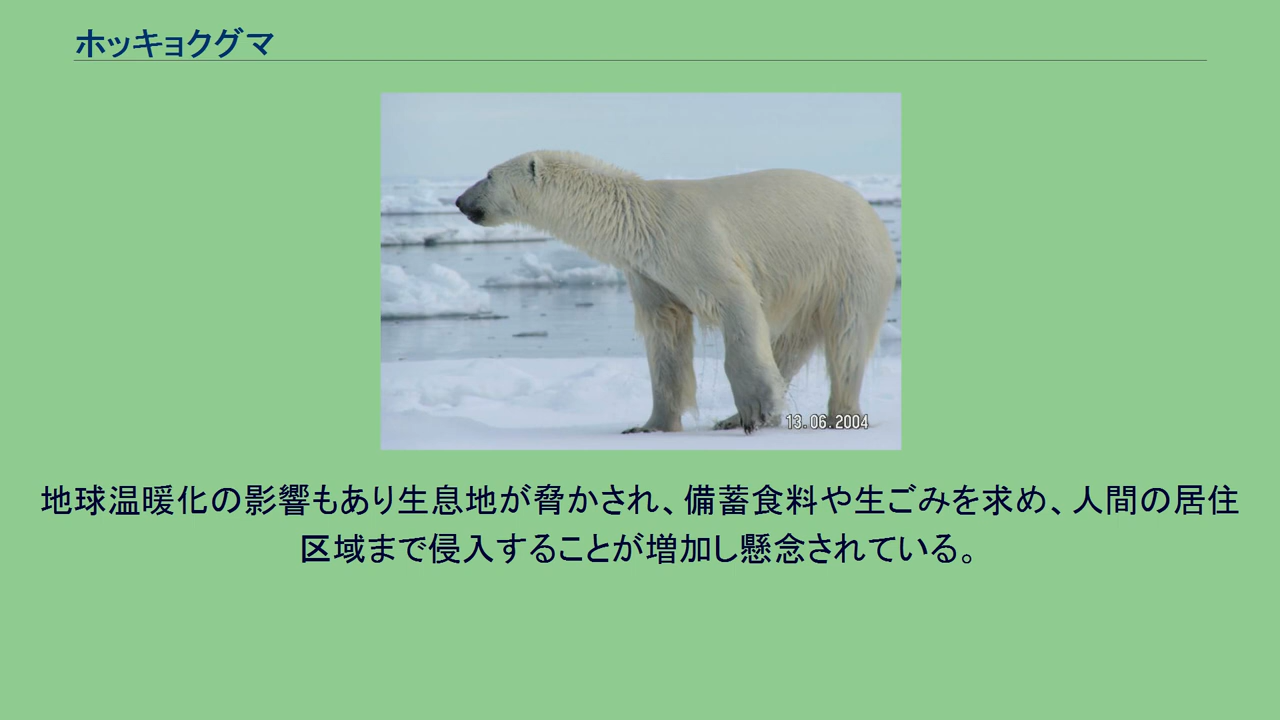 ホッキョクグマ
13.06.2004
地球温暖化の影響もあり生息地が脅かされ、備蓄食料や生ごみを求め、人間の居住
区域まで侵入することが増加し懸念されている。